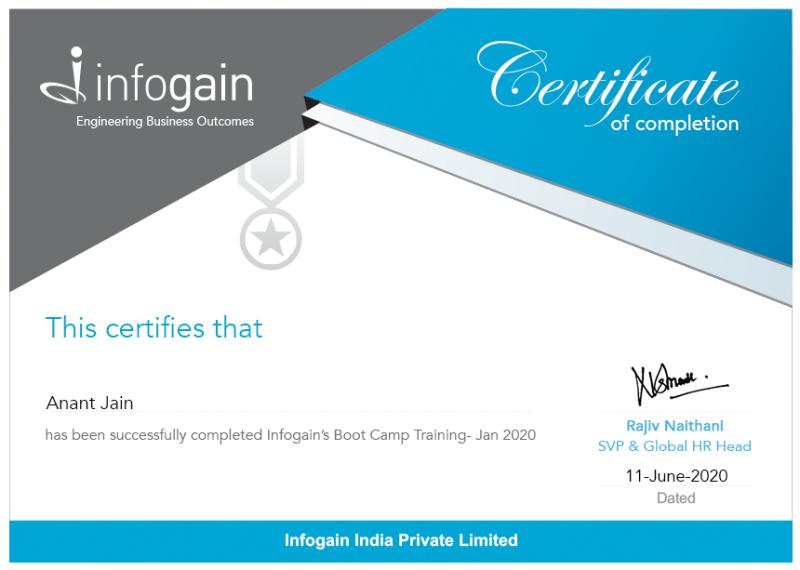 infogain
Engineering Business Outcomes
Certificate
of completion
This certifies that
Anant Jain
has been successfully completed Infogain's Boot Camp Training- Jan 2020
Rajiv Naithani
SVP & Global HR Head
11-June-2020
Dated
Infogain India Private Limited